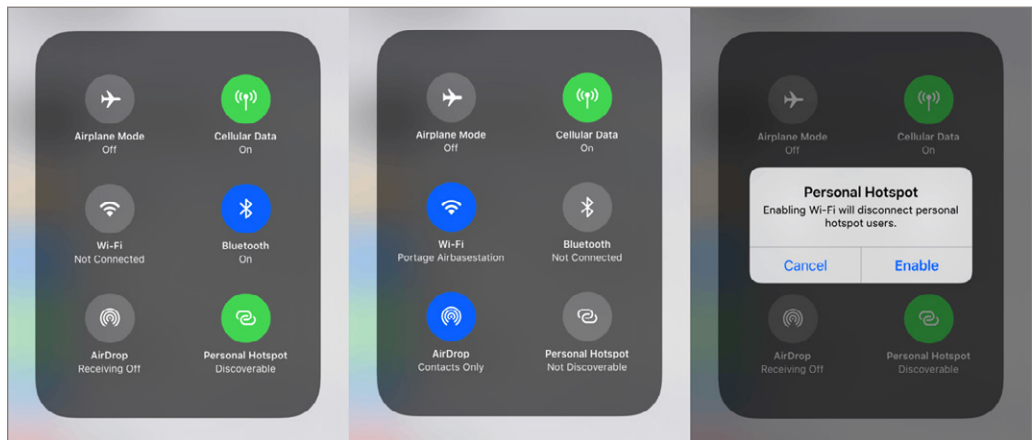 Airplane Mode
Off
Cellular Data
On
Wi-Fi
Not Connected
Bluetooth
On
AirDrop
Receiving Off
Personal Hotspot
Discoverable
Airplane Mode
Off
Cellular Data
On
Wi-Fi
Portage Airbasestation
Bluetooth
Not Connected
AirDrop
Contacts Only
Personal Hotspot
Not Discoverable
Airplane Mode
Off
Cellular Data
On
Personal Hotspot
Enabling Wi-Fi will disconnect personal
hotspot users.
Cancel
Enable
AirDrop
Receiving Off
Personal Hotspot
Discoverable